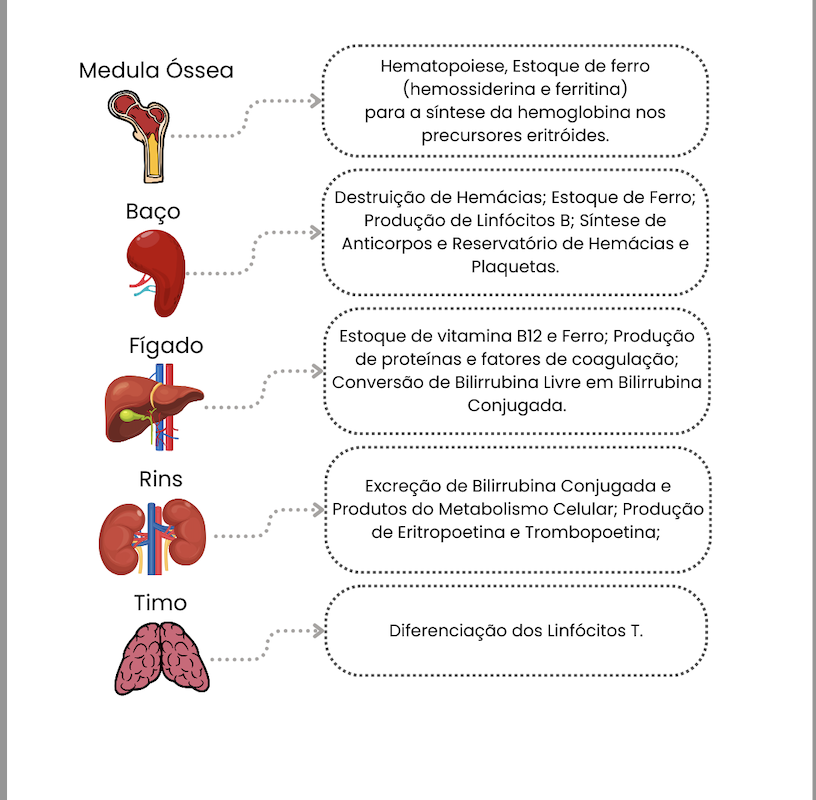 Medula Óssea
Hematopoiese, Estoque de ferro
(hemossiderina e ferritina)
para a síntese da hemoglobina nos
precursores eritróides.
Baço
Destruição de Hemácias; Estoque de Ferro;
Produção de Linfócitos B; Síntese de
Anticorpos e Reservatório de Hemácias e
Plaquetas.
Fígado
Estoque de vitamina B12 e Ferro; Produção
de proteínas e fatores de coagulação;
Conversão de Bilirrubina Livre em Bilirrubina
Conjugada.
Rins
Excreção de Bilirrubina Conjugada e
Produtos do Metabolismo Celular; Produção
de Eritropoetina e Trombopoetina;
Timo
Diferenciação dos Linfócitos T.